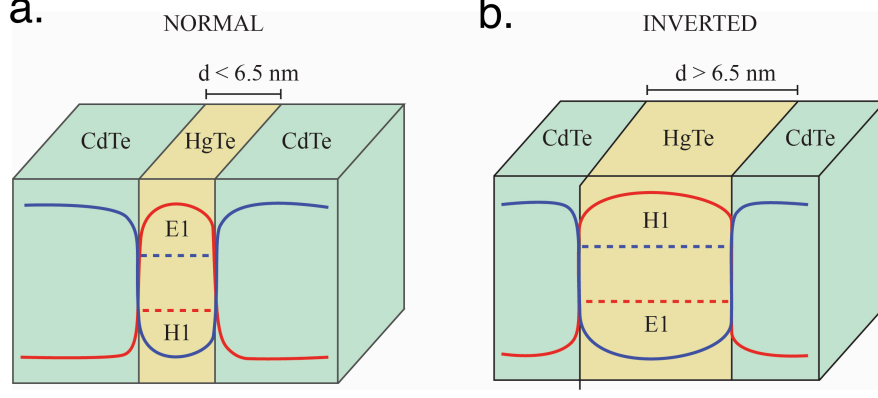 a.
NORMAL
d < 6.5 nm
CdTe
HgTe
CdTe
E1
H1
b.
INVERTED
d > 6.5 nm
CdTe
HgTe
CdTe
H1
E1